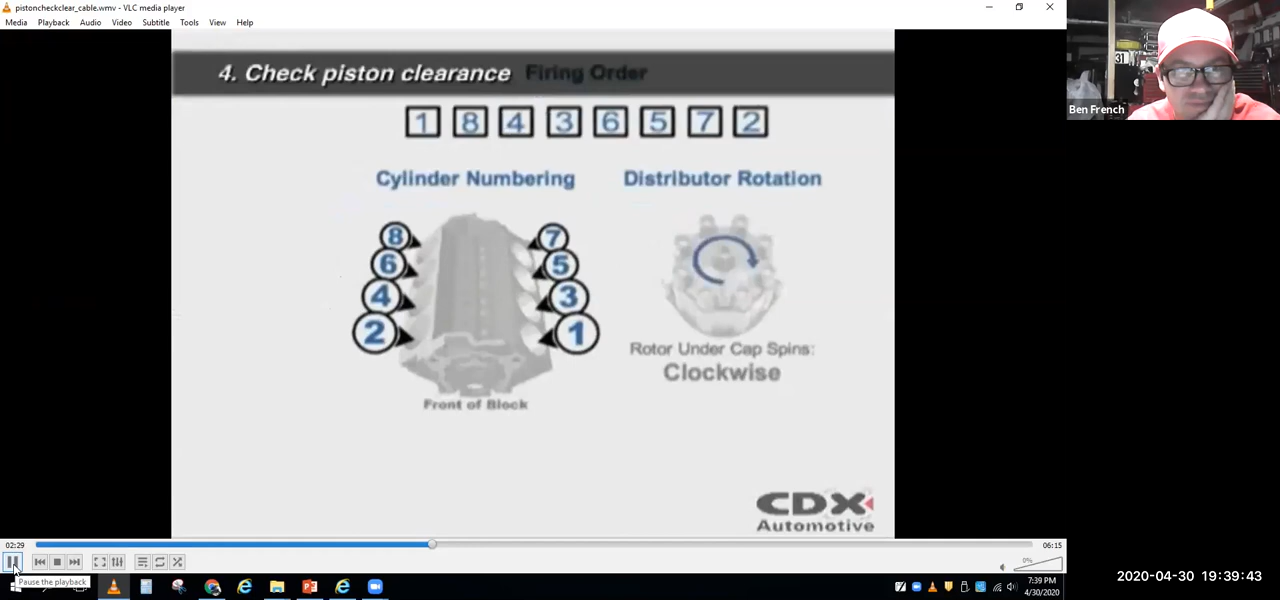 pistoncheckclear_cable.wmv - VLC media player
Media Playback Audio Video Subtitle Tools View Help
4. Check piston clearance Firing Order
1 8 4 3 6 5 7 2
Cylinder Numbering
Distributor Rotation
8 7
6 5
4 3
2 1
Front of Block
Rotor Under Cap Spins:
Clockwise
CDX
Automotive
31
Ben French
02:29
06:15
0%
Pause the playback
7:39 PM
4/30/2020
2020-04-30 19:39:43